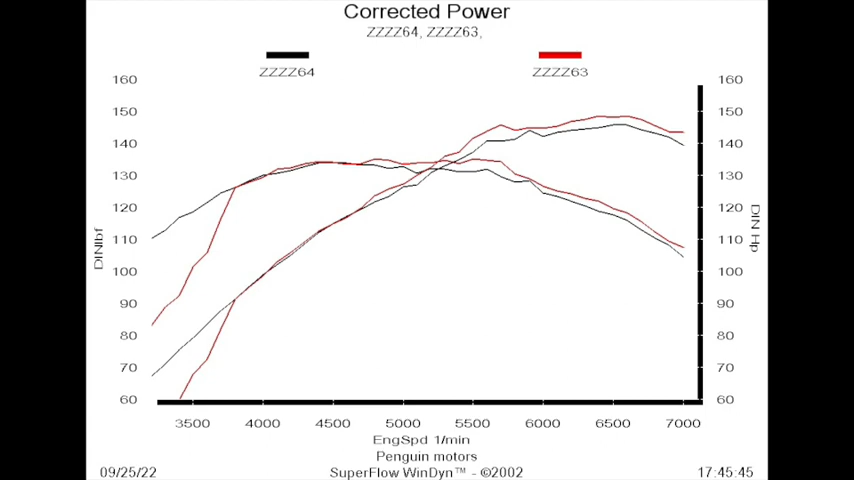 Corrected Power
ZZZZ64, ZZZZ63,
ZZZZ64 ZZZZ63
160 160
150 150
140 140
130 130
120 120
110 110
100 100
90 90
80 80
70 70
60 60
DINlbf
DIN Hp
3500 4000 4500 5000 5500 6000 6500 7000
EngSpd 1/min
Penguin motors
09/25/22 SuperFlow WinDyn™ - ©2002 17:45:45